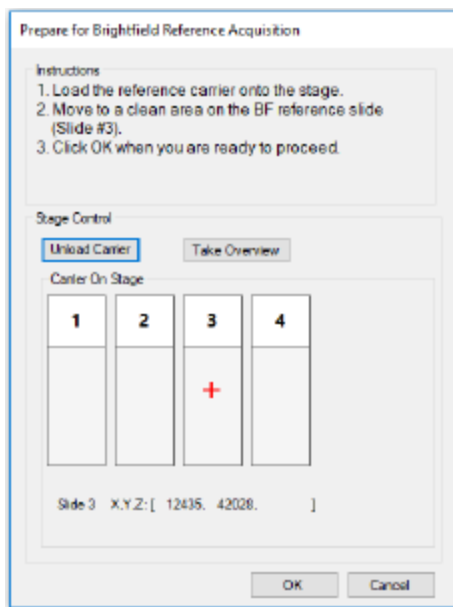 Prepare for Brightfield Reference Acquisition
Instructions
1. Load the reference carrier onto the stage.
2. Move to a clean area on the BF reference slide
(Slide #3).
3. Click OK when you are ready to proceed.
Stage Control
Unload Carrier Take Overview
Carrier On Stage
1 2 3 4
Slide 3 X,Y,Z: [ 12435, 42028, ]
OK Cancel